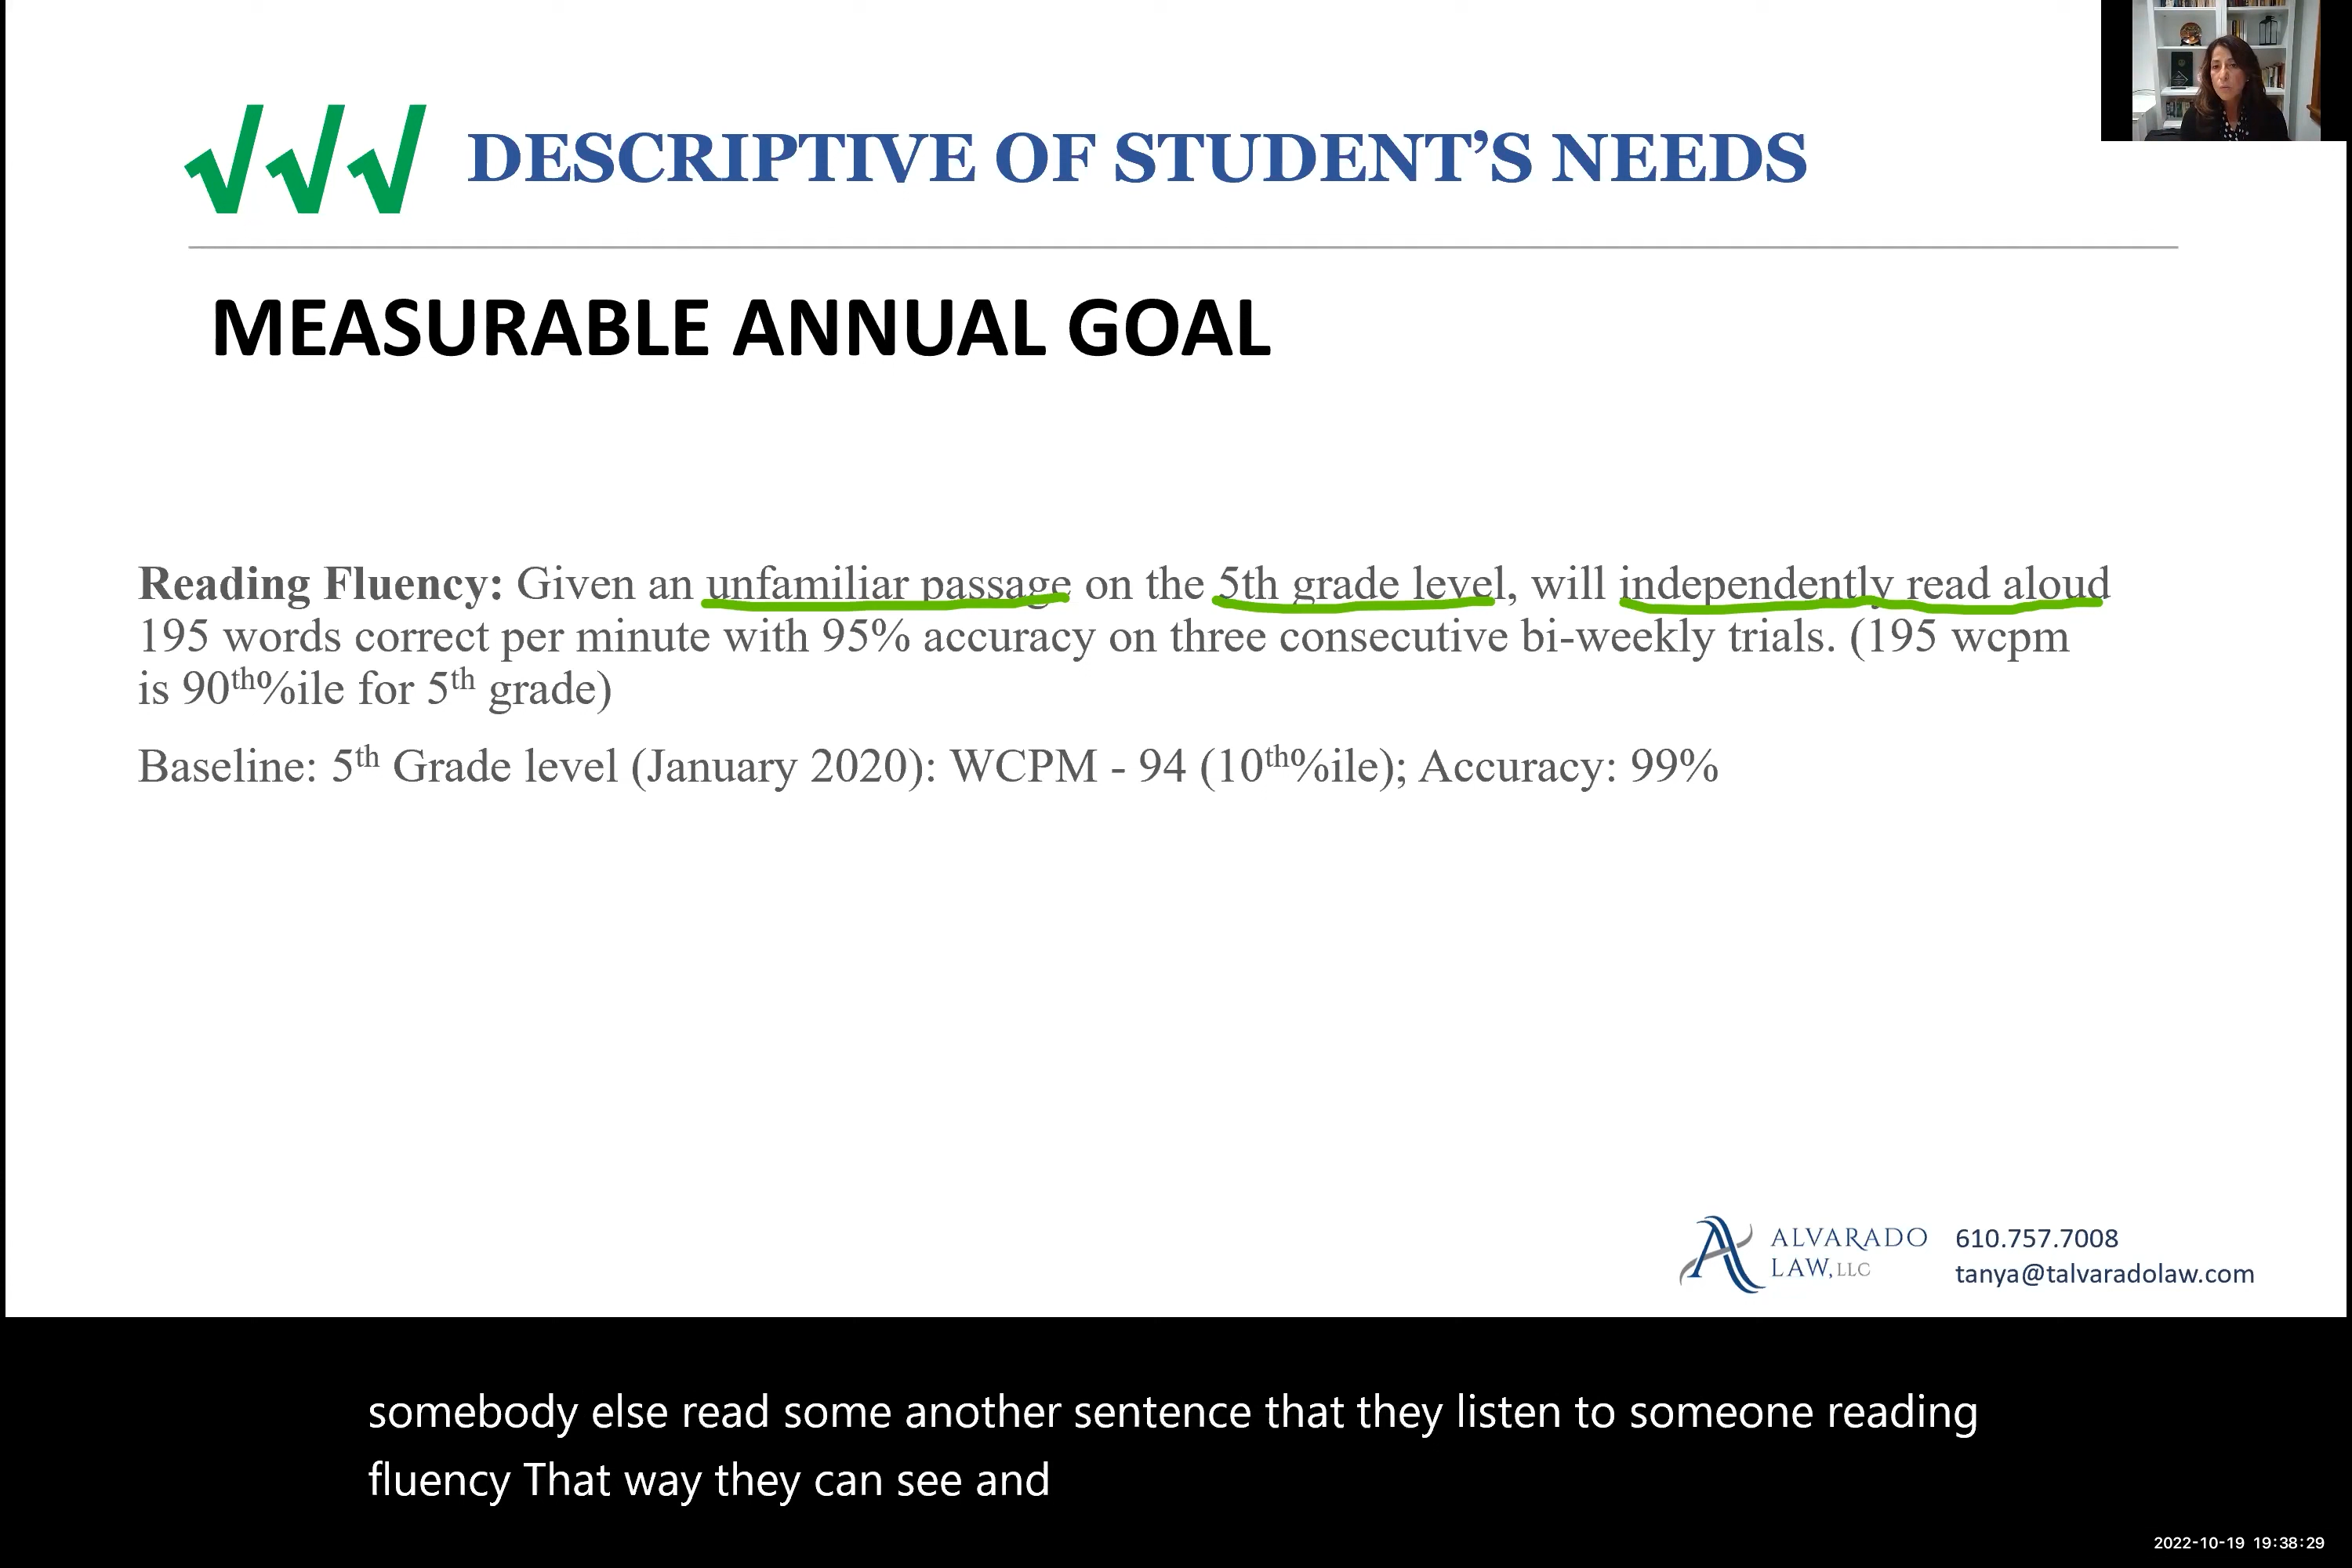 √√√ DESCRIPTIVE OF STUDENT’S NEEDS
MEASURABLE ANNUAL GOAL
Reading Fluency: Given an unfamiliar passage on the 5th grade level, will independently read aloud
195 words correct per minute with 95% accuracy on three consecutive bi-weekly trials. (195 wcpm
is 90th%ile for 5th grade)
Baseline: 5th Grade level (January 2020): WCPM - 94 (10th%ile); Accuracy: 99%
ALVARADO
LAW, LLC
610.757.7008
tanya@talvaradolaw.com
somebody else read some another sentence that they listen to someone reading
fluency That way they can see and
2022-10-19 19:38:29